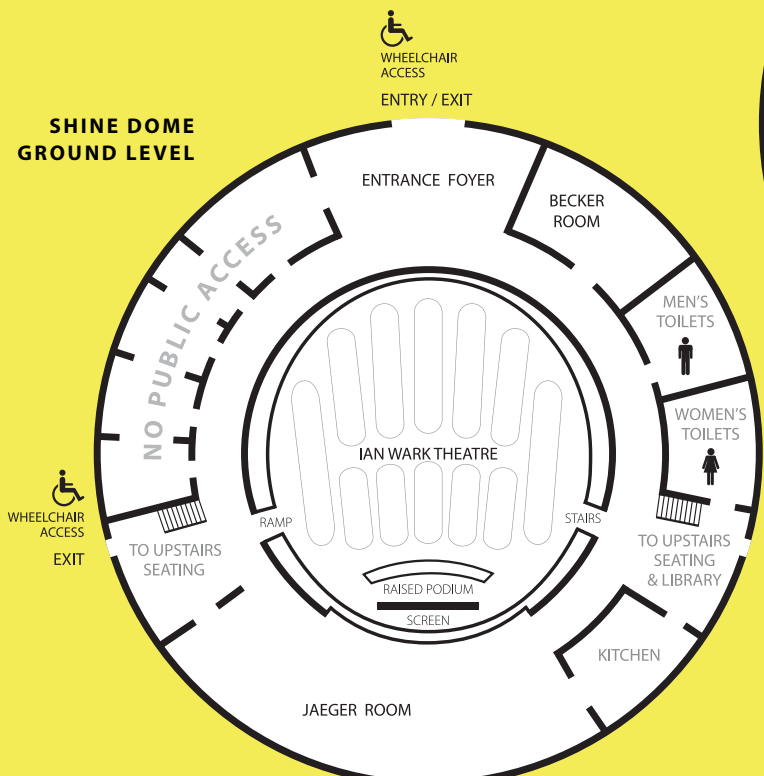 WHEELCHAIR
ACCESS
ENTRY / EXIT
SHINE DOME
GROUND LEVEL
ENTRANCE FOYER
BECKER
ROOM
NO PUBLIC ACCESS
MEN'S
TOILETS
WOMEN'S
TOILETS
IAN WARK THEATRE
WHEELCHAIR
ACCESS
EXIT
RAMP
STAIRS
TO UPSTAIRS
SEATING
TO UPSTAIRS
SEATING
& LIBRARY
RAISED PODIUM
SCREEN
KITCHEN
JAEGER ROOM